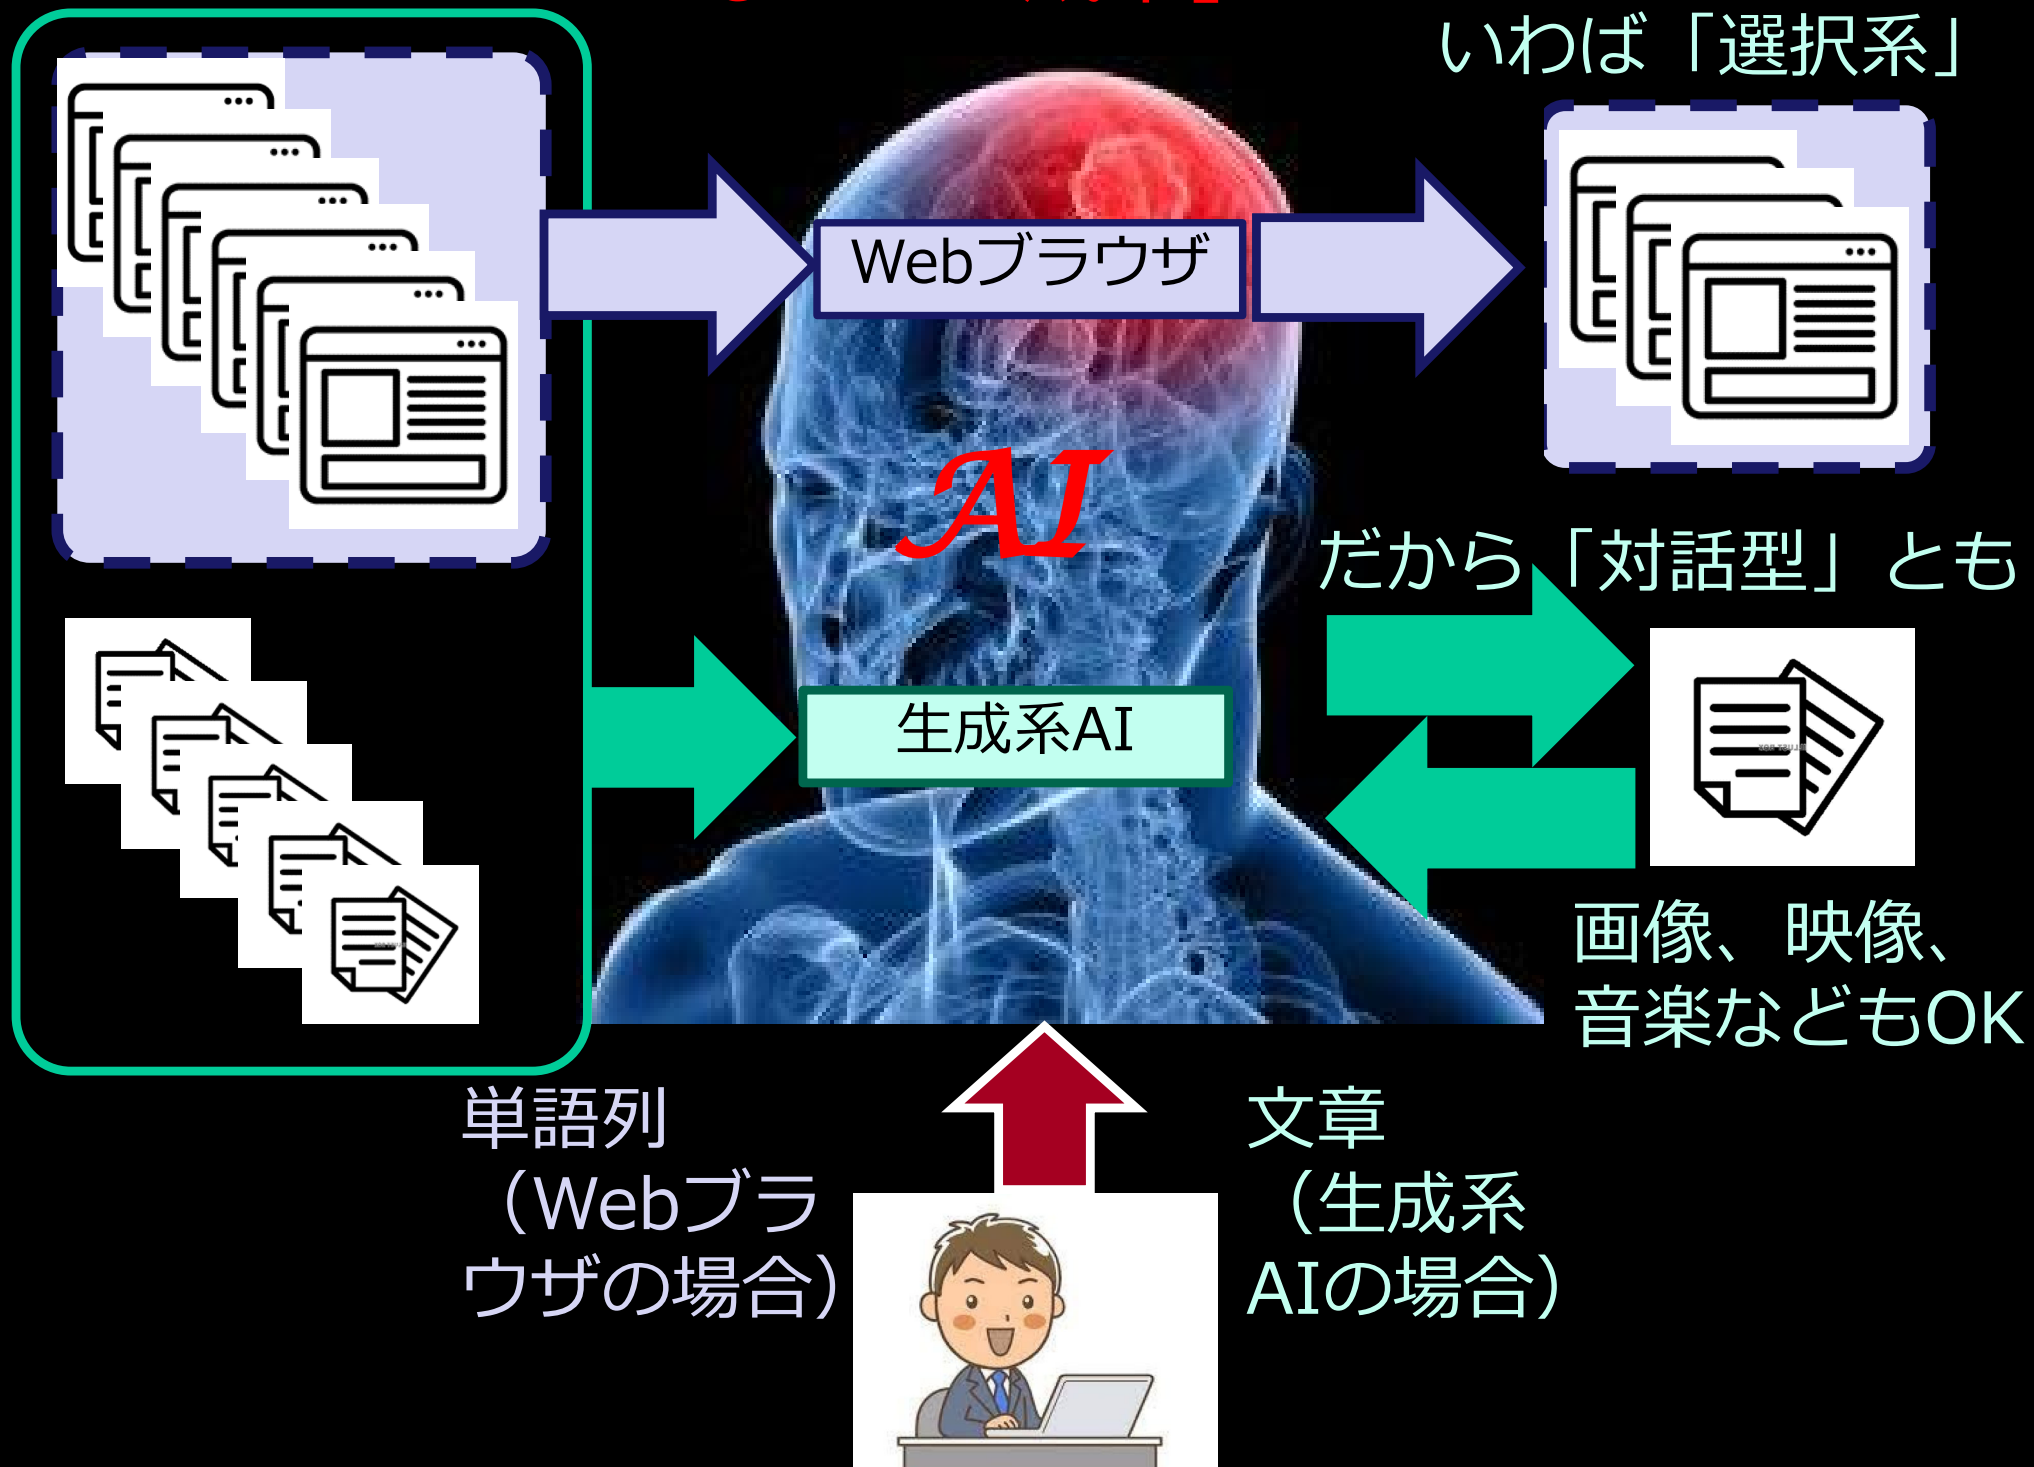 いわば「選択系」
Webブラウザ
AI
だから「対話型」とも
生成系AI
画像、映像、
音楽などもOK
単語列
（Webブラ
ウザの場合）
文章
（生成系
AIの場合）